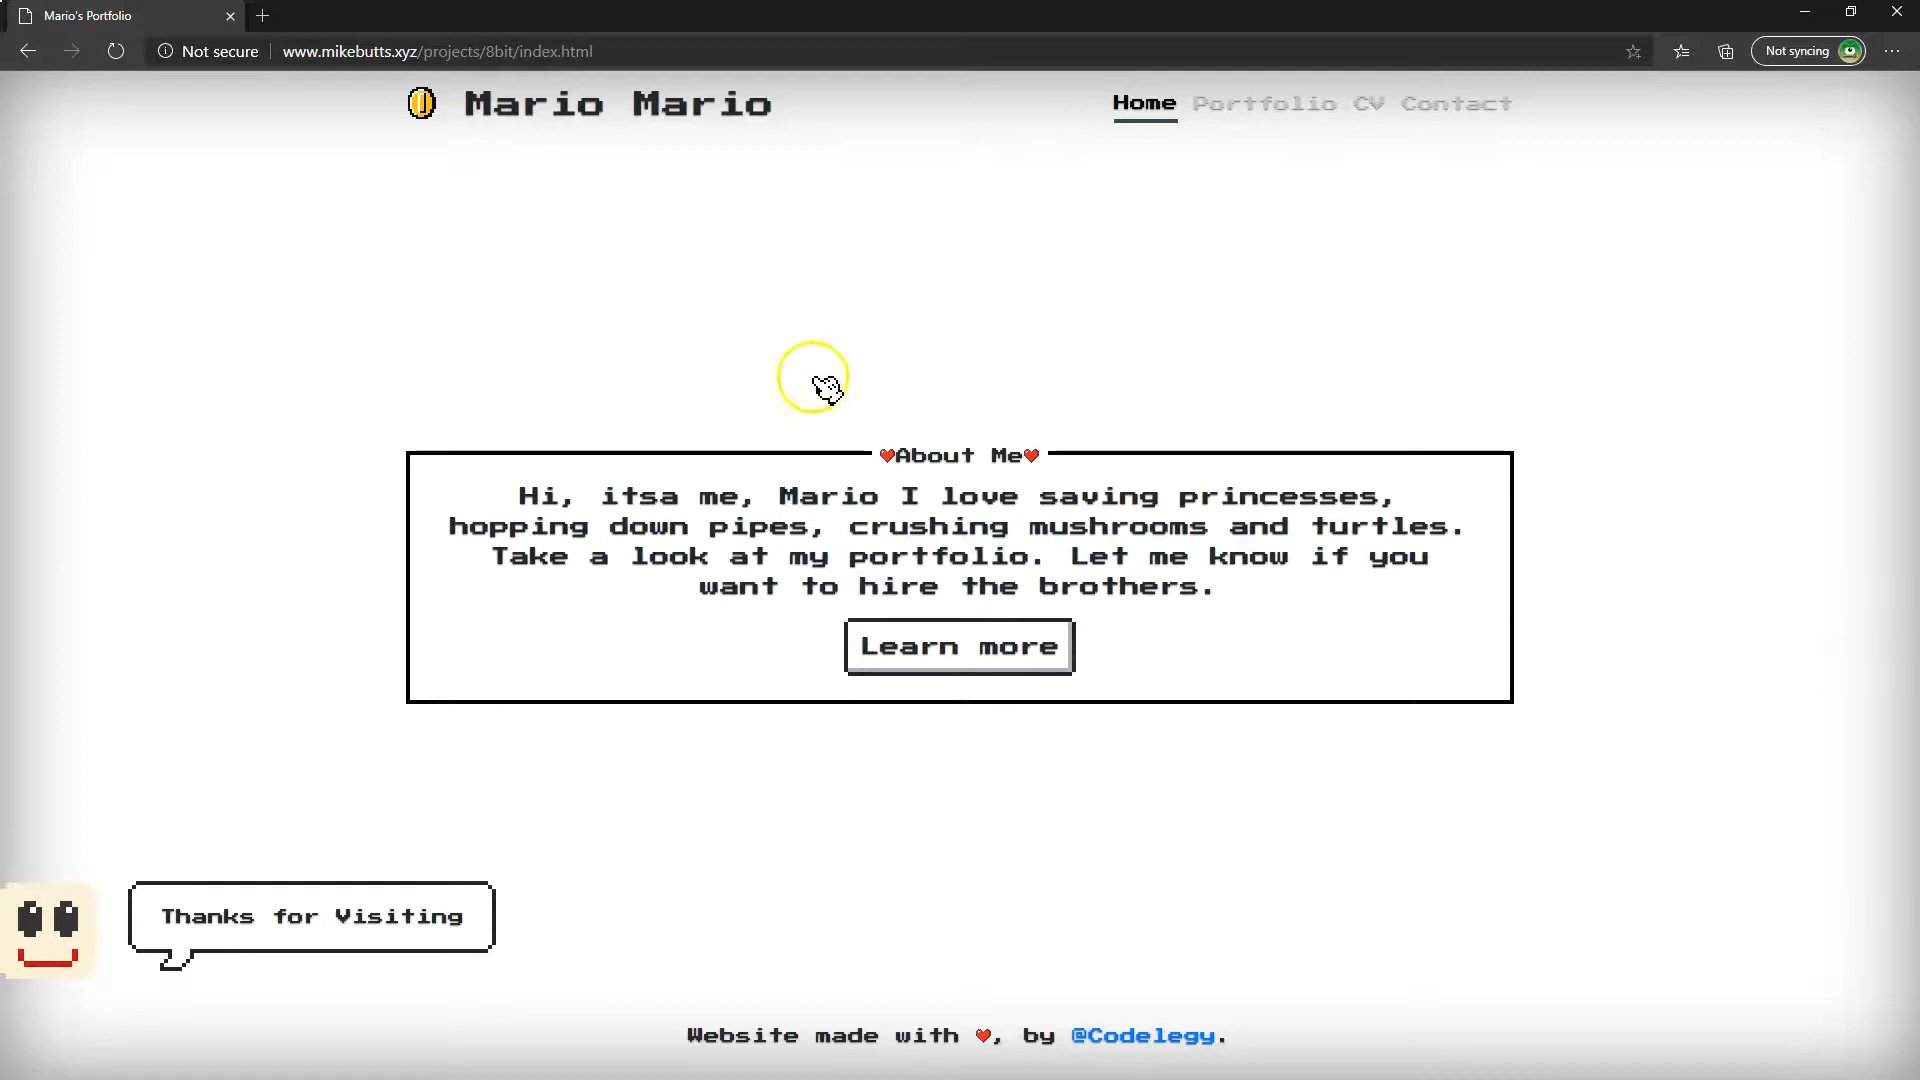 Mario's Portfolio
Not secure
www.mikebutts.xyz/projects/8bit/index.html
Not syncing
Mario Mario
Home Portfolio CV Contact
About Me
Hi, itsa me, Mario I love saving princesses,
hopping down pipes, crushing mushrooms and turtles.
Take a look at my portfolio. Let me know if you
want to hire the brothers.
Learn more
Thanks for Visiting
Website made with ❤, by @Codelegy.